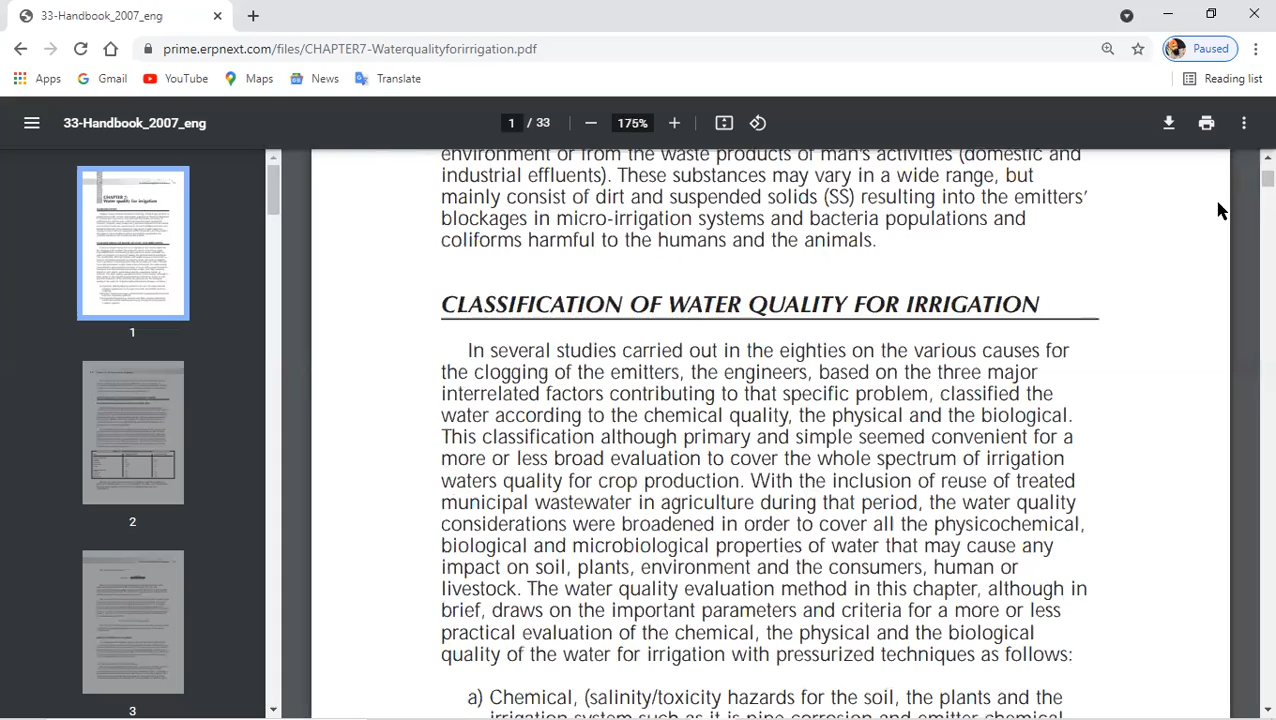 33-Handbook_2007_eng
prime.erpnext.com/files/CHAPTER7-Waterqualityforirrigation.pdf
Paused
Apps Gmail YouTube Maps News Translate Reading list
33-Handbook_2007_eng 1 / 33 175%
environment or from the waste products of man's activities (domestic and
industrial effluents). These substances may vary in a wide range, but
mainly consist of dirt and suspended solids (SS) resulting into the emitters'
blockages in micro-irrigation systems and bacteria populations and
coliforms harmful to the humans and the animals.
CLASSIFICATION OF WATER QUALITY FOR IRRIGATION
In several studies carried out in the eighties on the various causes for
the clogging of the emitters, the engineers, based on the three major
interrelated factors contributing to that specific problem, classified the
water according to the chemical quality, the physical and the biological.
This classification although primary and simple seemed convenient for a
more or less broad evaluation to cover the whole spectrum of irrigation
waters quality for crop production. With the inclusion of reuse of treated
municipal wastewater in agriculture during that period, the water quality
considerations were broadened in order to cover all the physicochemical,
biological and microbiological properties of water that may cause any
impact on soil, plants, environment and the consumers, human or
livestock. The water quality evaluation method in this chapter, although in
brief, draws on the important parameters and criteria for a more or less
practical evaluation of the chemical, the physical and the biological
quality of the water for irrigation with pressurized techniques as follows:
a) Chemical, (salinity/toxicity hazards for the soil, the plants and the
irrigation system such as it is pipe corrosion and emitter chemical
CHAPTER 7:
Water quality for irrigation
1
2
3